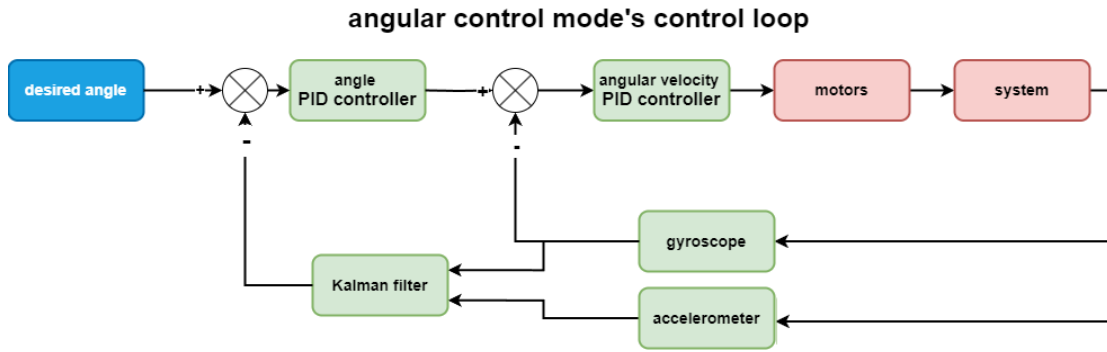 angular control mode's control loop
desired angle
+
angle
PID controller
+
angular velocity
PID controller
motors
system
-
-
gyroscope
Kalman filter
accelerometer